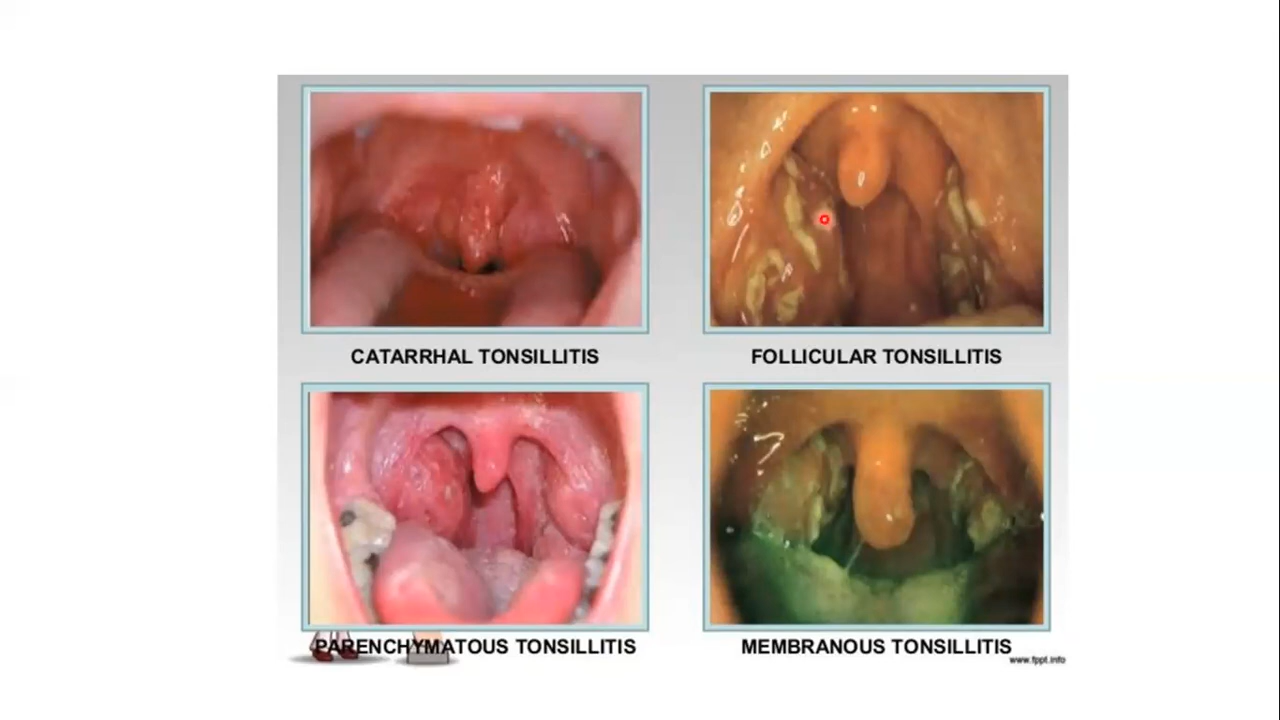 CATARRHAL TONSILLITIS
FOLLICULAR TONSILLITIS
PARENCHYMATOUS TONSILLITIS
MEMBRANOUS TONSILLITIS
www.fppt.info